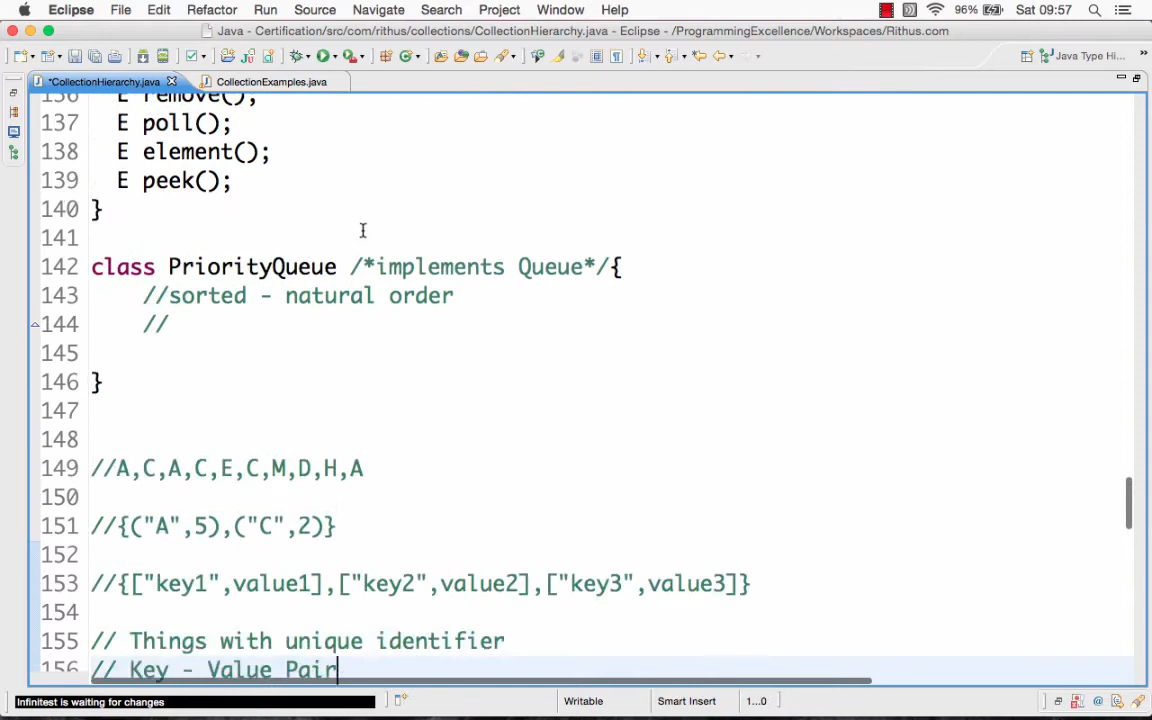 Eclipse File Edit Refactor Run Source Navigate Search Project Window Help 96% Sat 09:57
Java - Certification/src/com/rithus/collections/CollectionHierarchy.java - Eclipse - /ProgrammingExcellence/Workspaces/Rithus.com
Java Type Hi...
*CollectionHierarchy.java CollectionExamples.java
136 E remove();
137 E poll();
138 E element();
139 E peek();
140 }
141
142 class PriorityQueue /*implements Queue*/{
143 //sorted - natural order
144 //
145
146 }
147
148
149 //A,C,A,C,E,C,M,D,H,A
150
151 //{("A",5),("C",2)}
152
153 //{["key1",value1],["key2",value2],["key3",value3]}
154
155 // Things with unique identifier
156 // Key - Value Pair
Infinitest is waiting for changes Writable Smart Insert 1...0